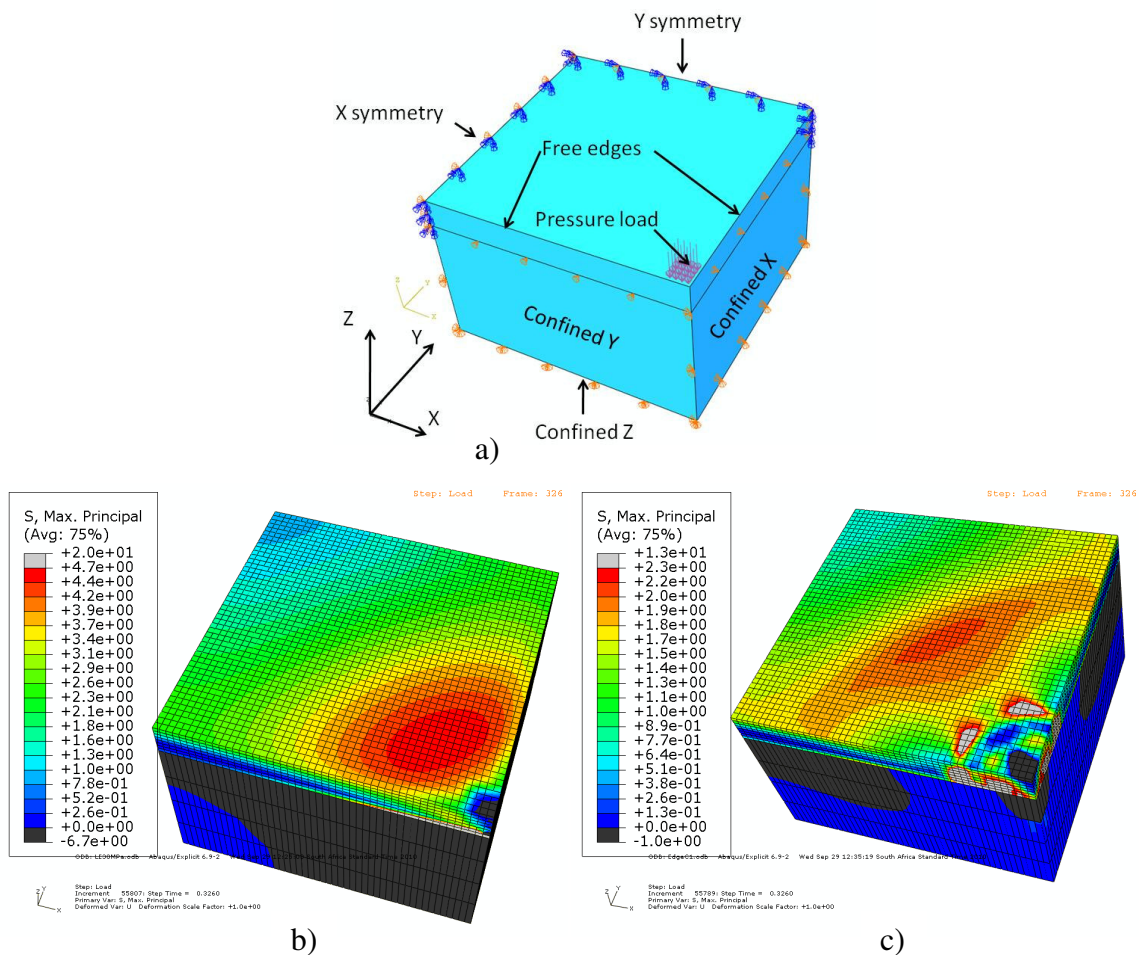 Y symmetry
X symmetry
Free edges
Pressure load
Confined X
Confined Y
Z
Y
X
Confined Z
a)
Step: Load Frame: 326
S, Max. Principal
(Avg: 75%)
+2.0e+01
+4.7e+00
+4.4e+00
+4.2e+00
+3.9e+00
+3.7e+00
+3.4e+00
+3.1e+00
+2.9e+00
+2.6e+00
+2.3e+00
+2.1e+00
+1.8e+00
+1.6e+00
+1.3e+00
+1.0e+00
+7.8e-01
+5.2e-01
+2.6e-01
+0.0e+00
-6.7e+00
Abaqus/Explicit 6.9-2
Z Y
X
Step: Load
Increment 55807: Step Time = 0.3260
Primary Var: S, Max. Principal
Deformed Var: U Deformation Scale Factor: +1.0e+00
b)
Step: Load Frame: 326
S, Max. Principal
(Avg: 75%)
+1.3e+01
+2.3e+00
+2.2e+00
+2.0e+00
+1.9e+00
+1.8e+00
+1.7e+00
+1.5e+00
+1.4e+00
+1.3e+00
+1.1e+00
+1.0e+00
+8.9e-01
+7.7e-01
+6.4e-01
+5.1e-01
+3.8e-01
+2.6e-01
+1.3e-01
+0.0e+00
-1.0e+00
Abaqus/Explicit 6.9-2 Wed Sep 29 12:35:19 South Africa Standard
Z Y
X
Step: Load
Increment 55789: Step Time = 0.3260
Primary Var: S, Max. Principal
Deformed Var: U Deformation Scale Factor: +1.0e+00
c)